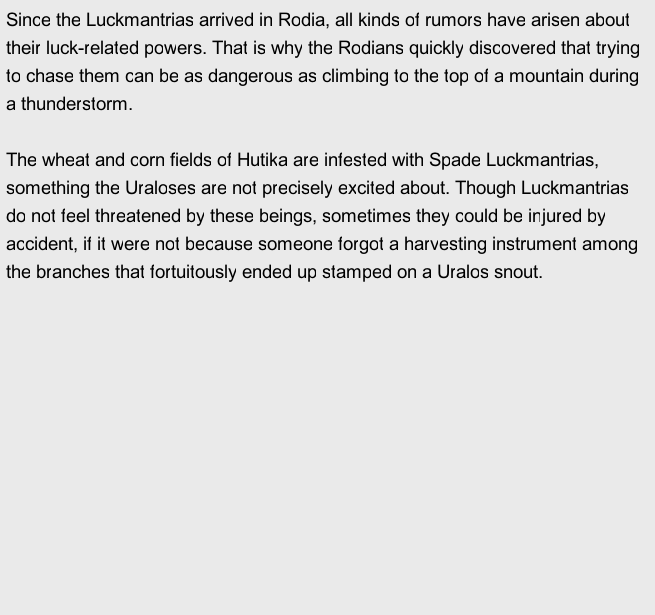 Since the Luckmantrias arrived in Rodia, all kinds of rumors have arisen about
their luck-related powers. That is why the Rodians quickly discovered that trying
to chase them can be as dangerous as climbing to the top of a mountain during
a thunderstorm.
The wheat and corn fields of Hutika are infested with Spade Luckmantrias,
something the Uraloses are not precisely excited about. Though Luckmantrias
do not feel threatened by these beings, sometimes they could be injured by
accident, if it were not because someone forgot a harvesting instrument among
the branches that fortuitously ended up stamped on a Uralos snout.